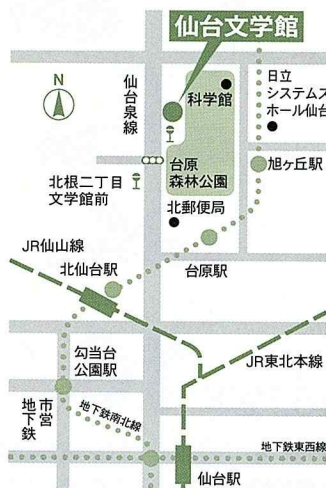 仙台文学館
N
仙台泉線
科学館
日立
システムズ
ホール仙台
台原
森林公園
旭ヶ丘駅
北根二丁目
文学館前
北郵便局
JR仙山線
北仙台駅
台原駅
勾当台
公園駅
JR東北本線
市営
地下鉄
地下鉄南北線
地下鉄東西線
仙台駅